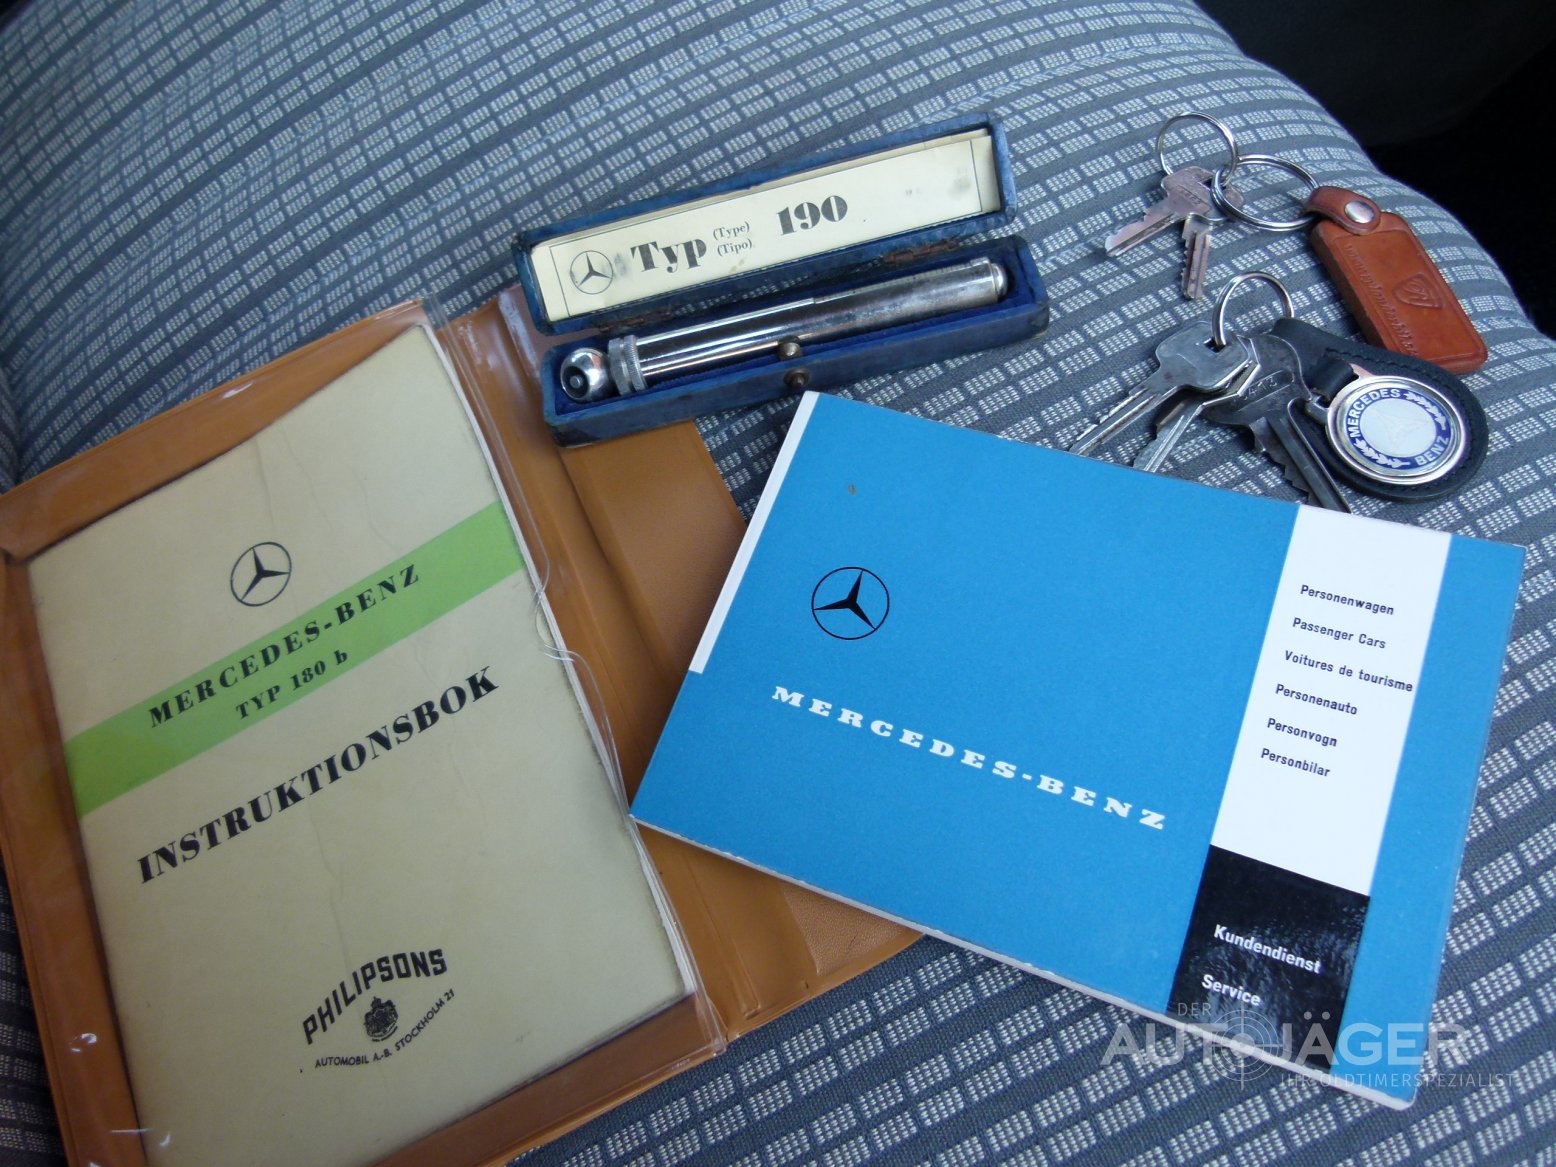 Typ (Type) (Tipo) 190
MERCEDES-BENZ
TYP 180 b
INSTRUKTIONSBOK
PHILIPSONS
AUTOMOBIL A.-B. STOCKHOLM 21
MERCEDES-BENZ
Personenwagen
Passenger Cars
Voitures de tourisme
Personenauto
Personvogn
Personbilar
Kundendienst
Service
MERCEDES
BENZ
DER
AUTOJÄGER
IHR OLDTIMERSPEZIALIST